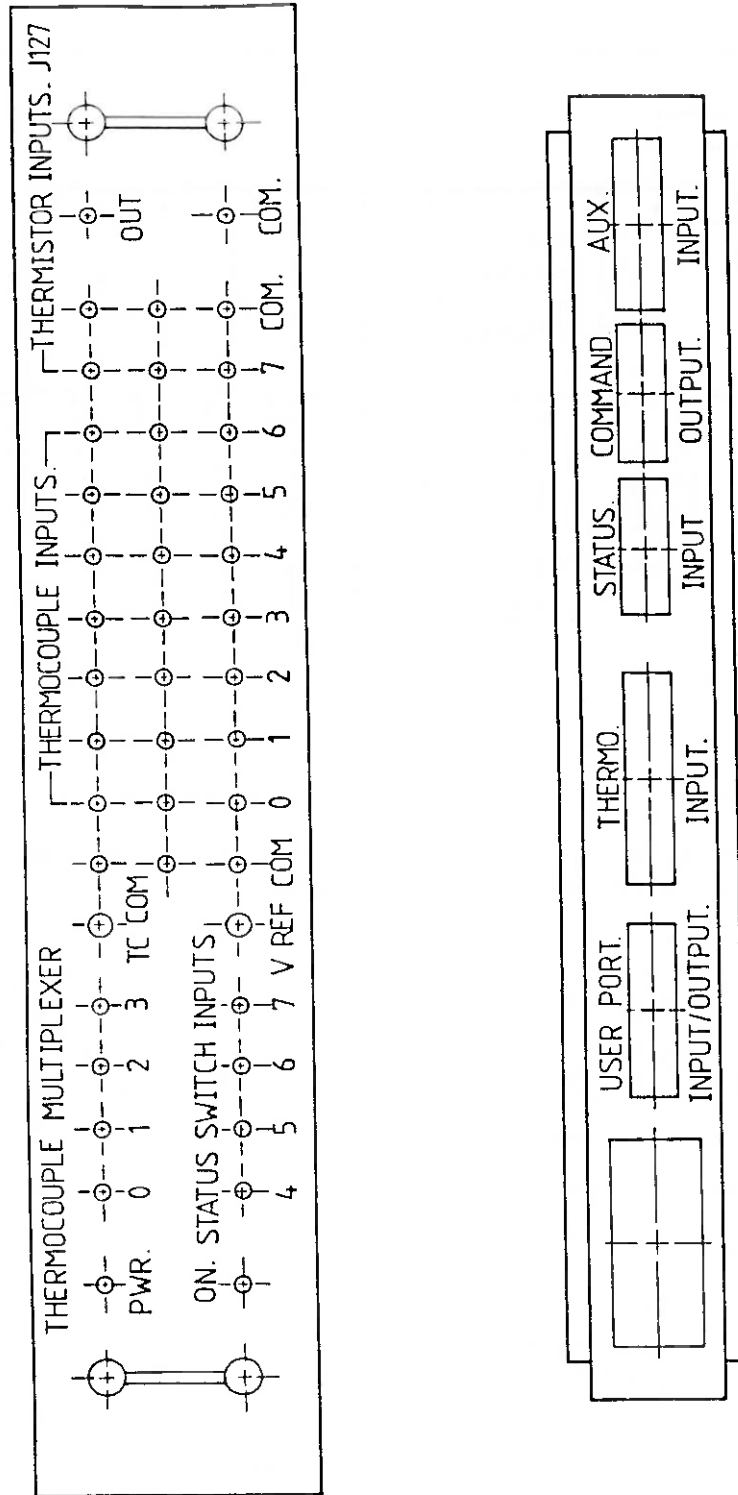 THERMOCOUPLE MULTIPLEXER
THERMOCOUPLE INPUTS.
THERMISTOR INPUTS. J127
PWR. 0 1 2 3 TC COM
OUT
ON. STATUS SWITCH INPUTS
4 5 6 7 V REF COM 0 1 2 3 4 5 6 7 COM. COM.
USER PORT. THERMO. STATUS. COMMAND AUX.
INPUT/OUTPUT. INPUT. INPUT OUTPUT. INPUT.